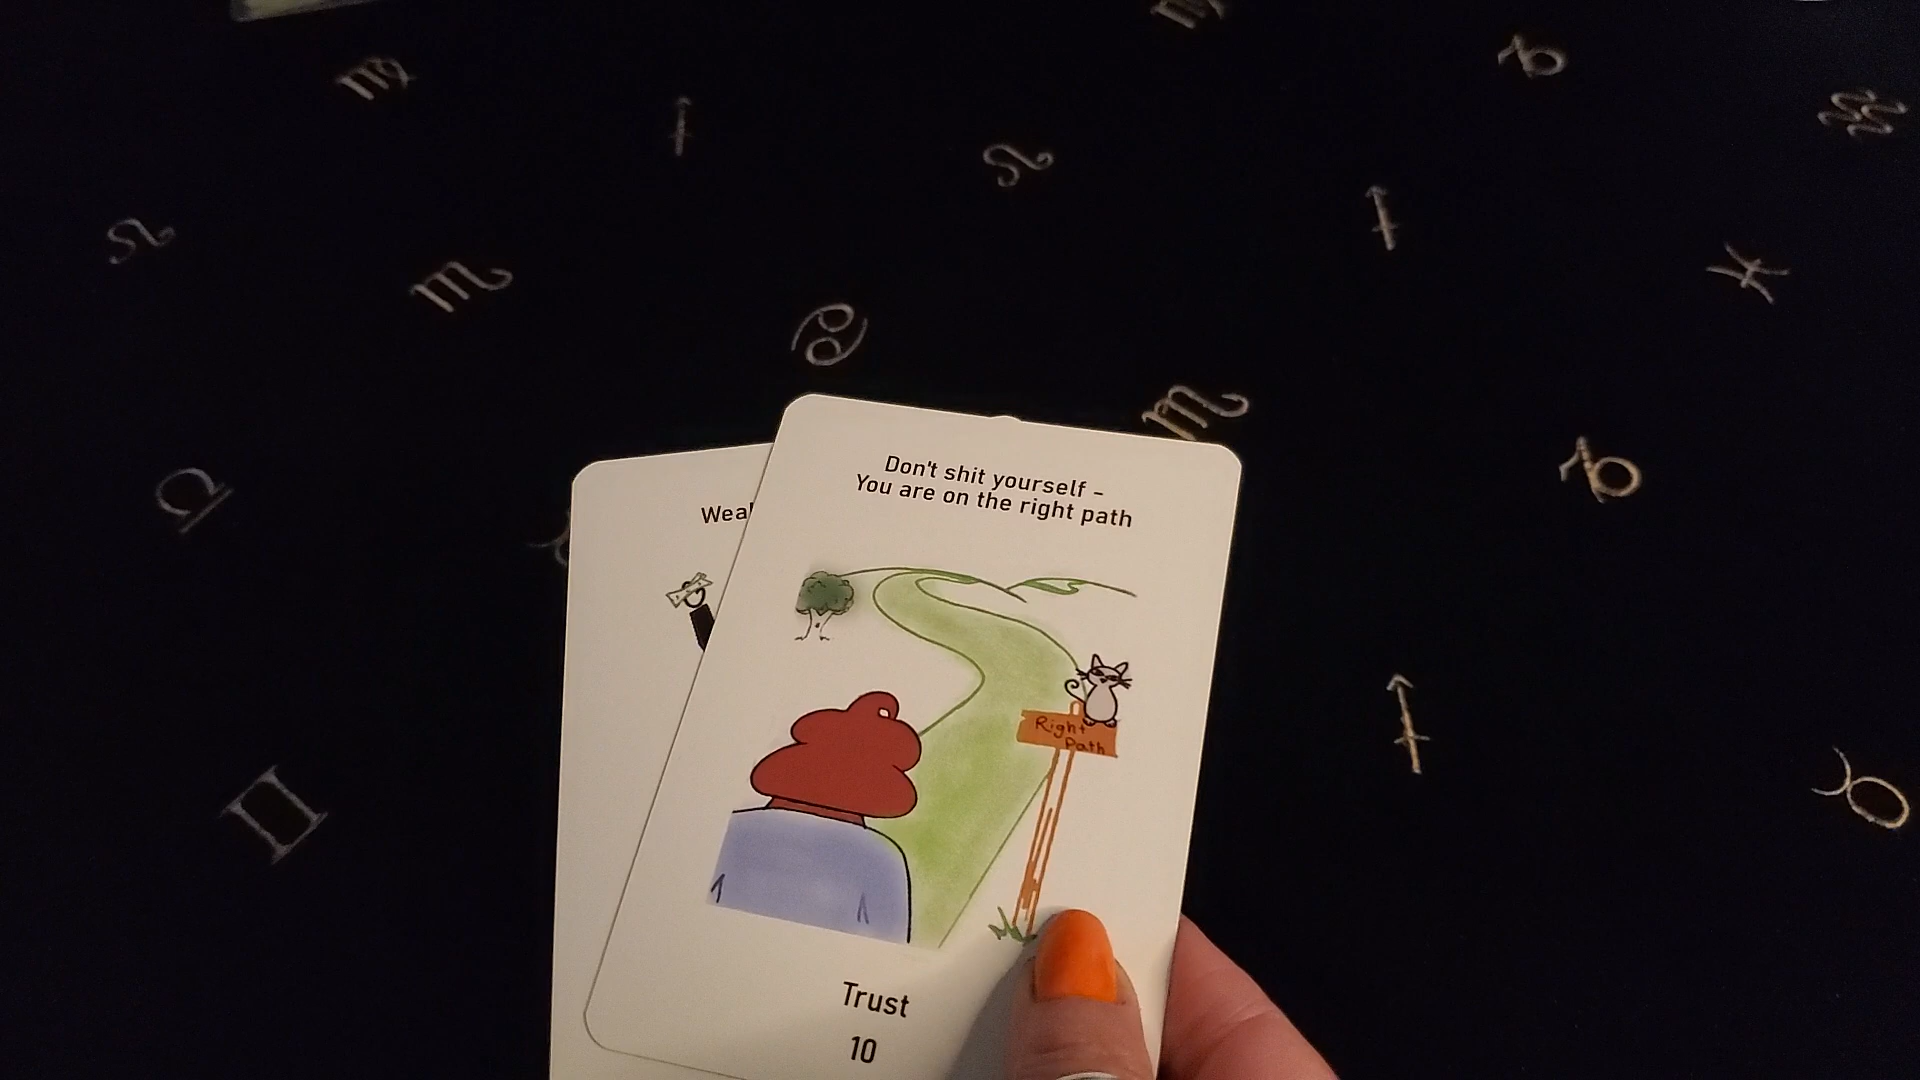 Don't shit yourself -
You are on the right path
Right
Path
Trust
10